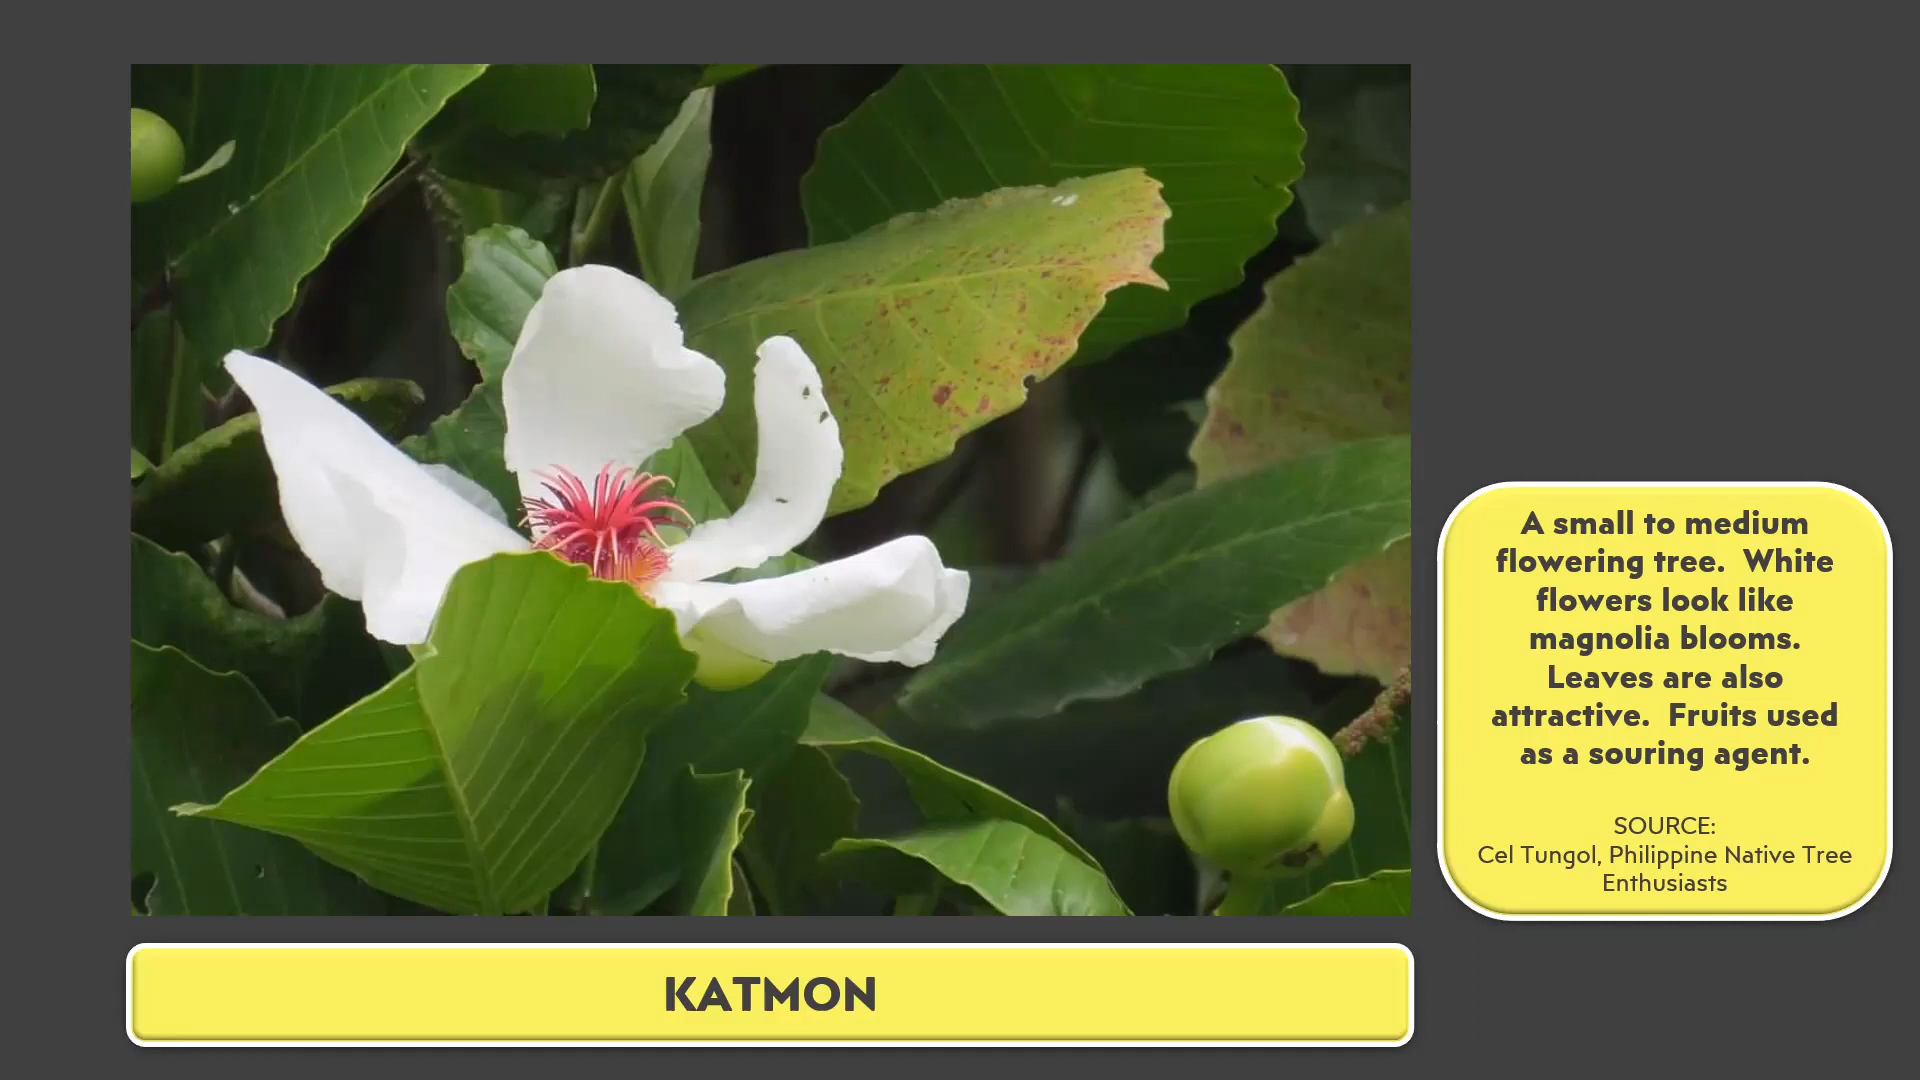 A small to medium
flowering tree.  White
flowers look like
magnolia blooms.
Leaves are also
attractive.  Fruits used
as a souring agent.
SOURCE:
Cel Tungol, Philippine Native Tree
Enthusiasts
KATMON